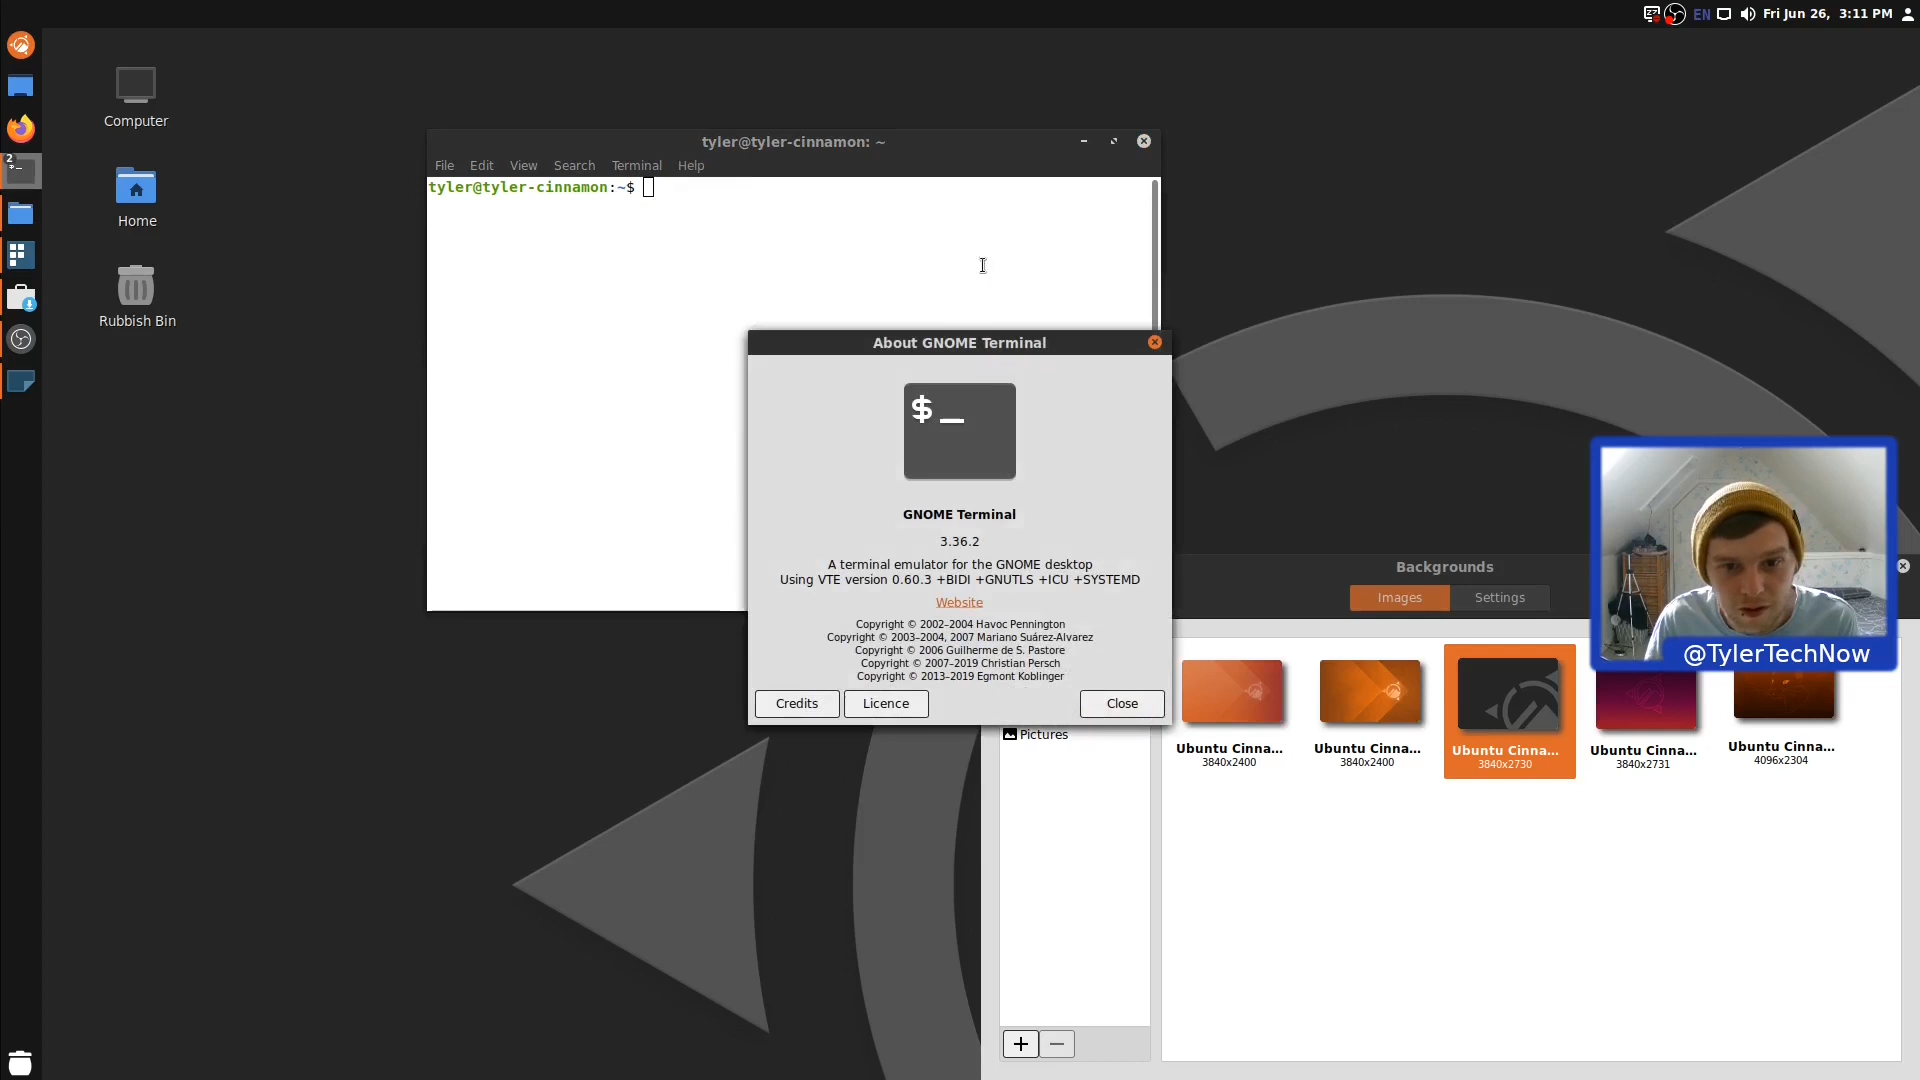 EN
Fri Jun 26, 3:11 PM
2
Computer
Home
Rubbish Bin
tyler@tyler-cinnamon: ~
File Edit View Search Terminal Help
tyler@tyler-cinnamon:~$
About GNOME Terminal
$_
GNOME Terminal
3.36.2
A terminal emulator for the GNOME desktop
Using VTE version 0.60.3 +BIDI +GNUTLS +ICU +SYSTEMD
Website
Copyright © 2002–2004 Havoc Pennington
Copyright © 2003–2004, 2007 Mariano Suárez-Alvarez
Copyright © 2006 Guilherme de S. Pastore
Copyright © 2007–2019 Christian Persch
Copyright © 2013–2019 Egmont Koblinger
Credits Licence Close
Backgrounds
Images Settings
@TylerTechNow
Pictures
Ubuntu Cinna...
3840x2400
Ubuntu Cinna...
3840x2400
Ubuntu Cinna...
3840x2730
Ubuntu Cinna...
3840x2731
Ubuntu Cinna...
4096x2304